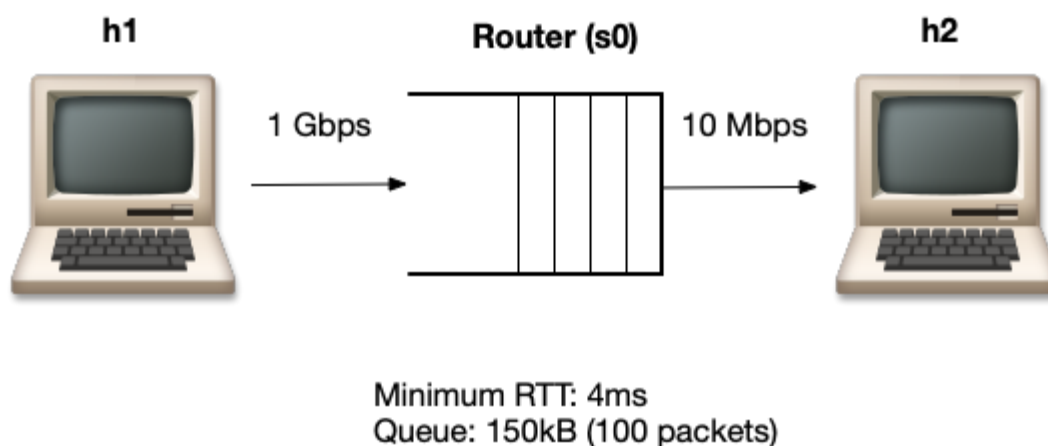 h1
Router (s0)
h2
1 Gbps
10 Mbps
Minimum RTT: 4ms
Queue: 150kB (100 packets)